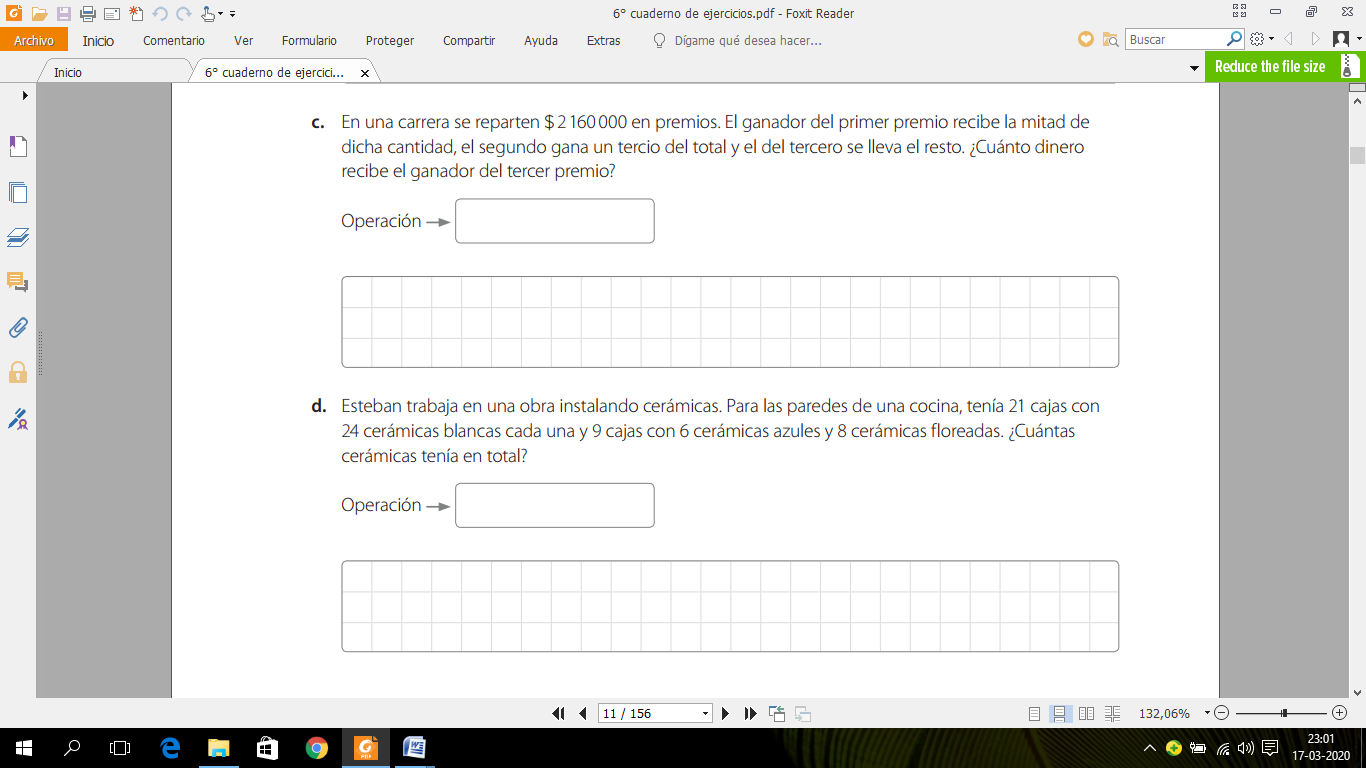 6° cuaderno de ejercicios.pdf - Foxit Reader
Archivo Inicio Comentario Ver Formulario Proteger Compartir Ayuda Extras Dígame qué desea hacer... Buscar
Inicio 6° cuaderno de ejercici... Reduce the file size
c. En una carrera se reparten $ 2 160 000 en premios. El ganador del primer premio recibe la mitad de
dicha cantidad, el segundo gana un tercio del total y el del tercero se lleva el resto. ¿Cuánto dinero
recibe el ganador del tercer premio?
Operación
d. Esteban trabaja en una obra instalando cerámicas. Para las paredes de una cocina, tenía 21 cajas con
24 cerámicas blancas cada una y 9 cajas con 6 cerámicas azules y 8 cerámicas floreadas. ¿Cuántas
cerámicas tenía en total?
Operación
11 / 156 132,06%
23:01
17-03-2020